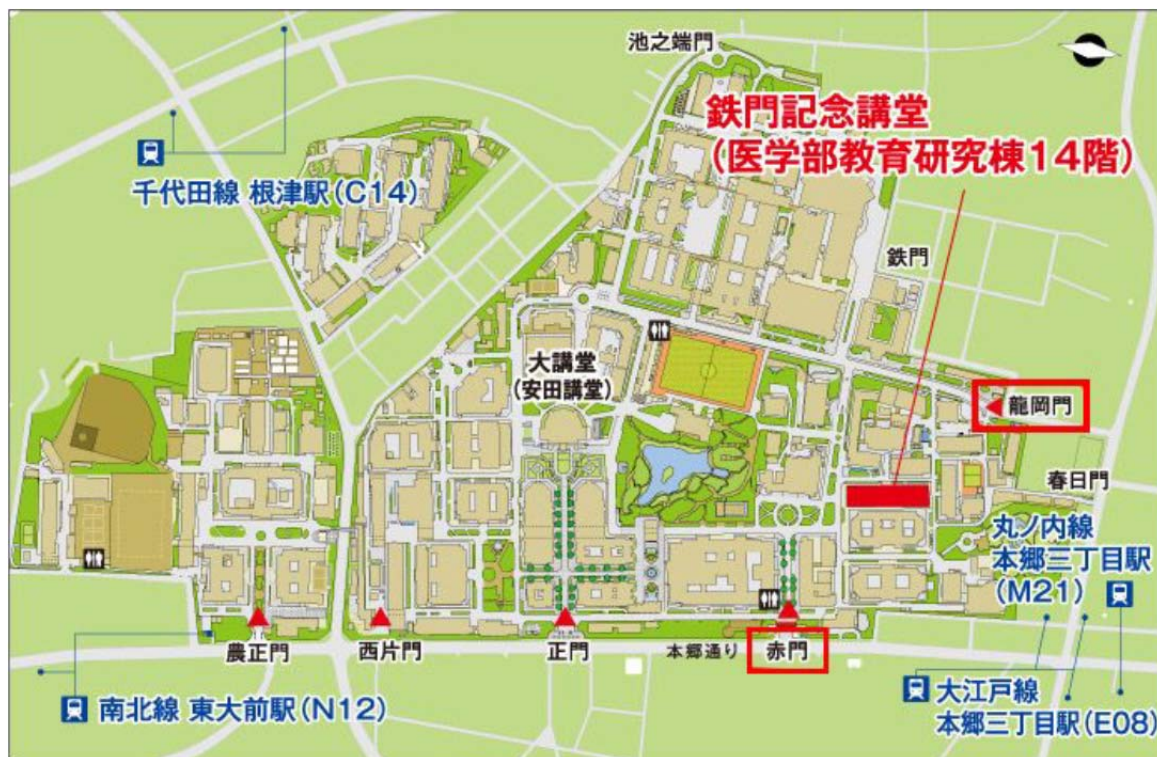 池之端門
鉄門記念講堂
（医学部教育研究棟14階）
千代田線 根津駅（C14）
鉄門
大講堂
（安田講堂）
龍岡門
春日門
丸ノ内線
本郷三丁目駅
（M21）
農正門
西片門
正門
本郷通り
赤門
南北線 東大前駅（N12）
大江戸線
本郷三丁目駅（E08）